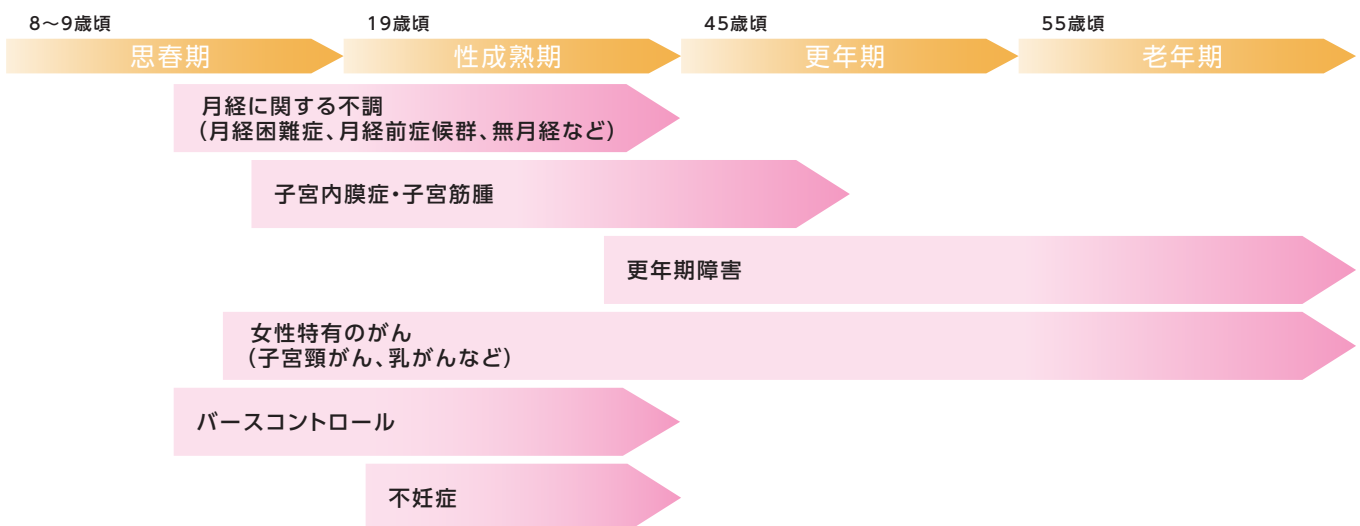 8〜9歳頃
19歳頃
45歳頃
55歳頃
思春期
性成熟期
更年期
老年期
月経に関する不調
（月経困難症、月経前症候群、無月経など）
子宮内膜症・子宮筋腫
更年期障害
女性特有のがん
（子宮頸がん、乳がんなど）
バースコントロール
不妊症